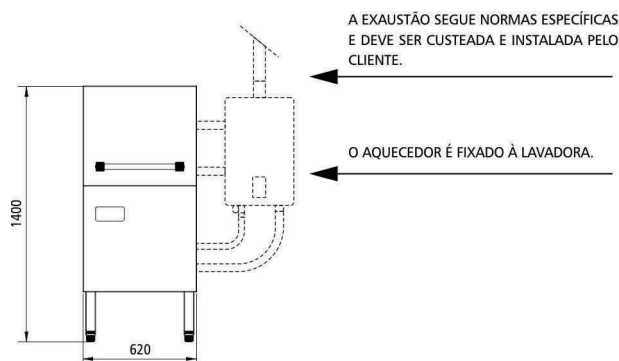 A EXAUSTÃO SEGUE NORMAS ESPECÍFICAS
E DEVE SER CUSTEADA E INSTALADA PELO
CLIENTE.
O AQUECEDOR É FIXADO À LAVADORA.
1400
620